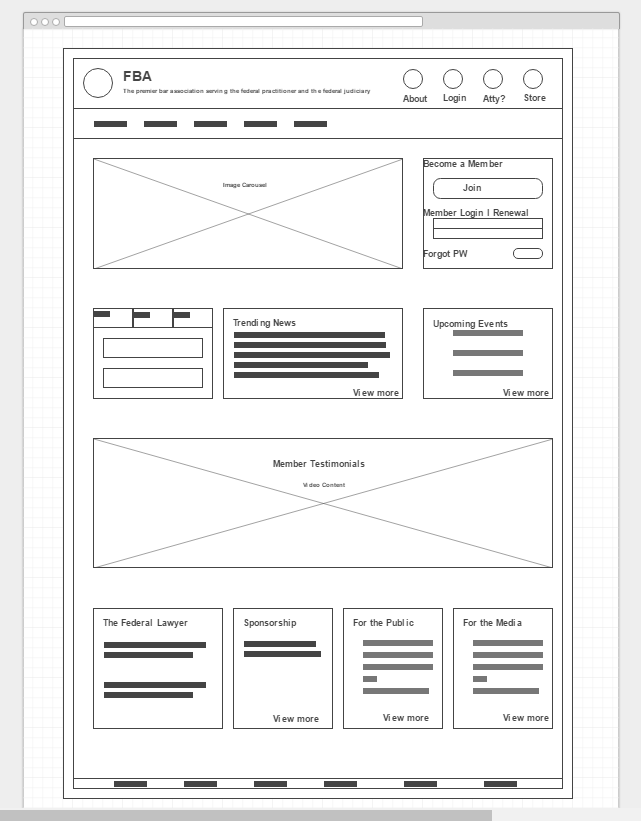 FBA
The premier bar association serving the federal practitioner and the federal judiciary
About Login Atty? Store
Image Carousel
Become a Member
Join
Member Login | Renewal
Forgot PW
Trending News
View more
Upcoming Events
View more
Member Testimonials
Video Content
The Federal Lawyer
Sponsorship
View more
For the Public
View more
For the Media
View more